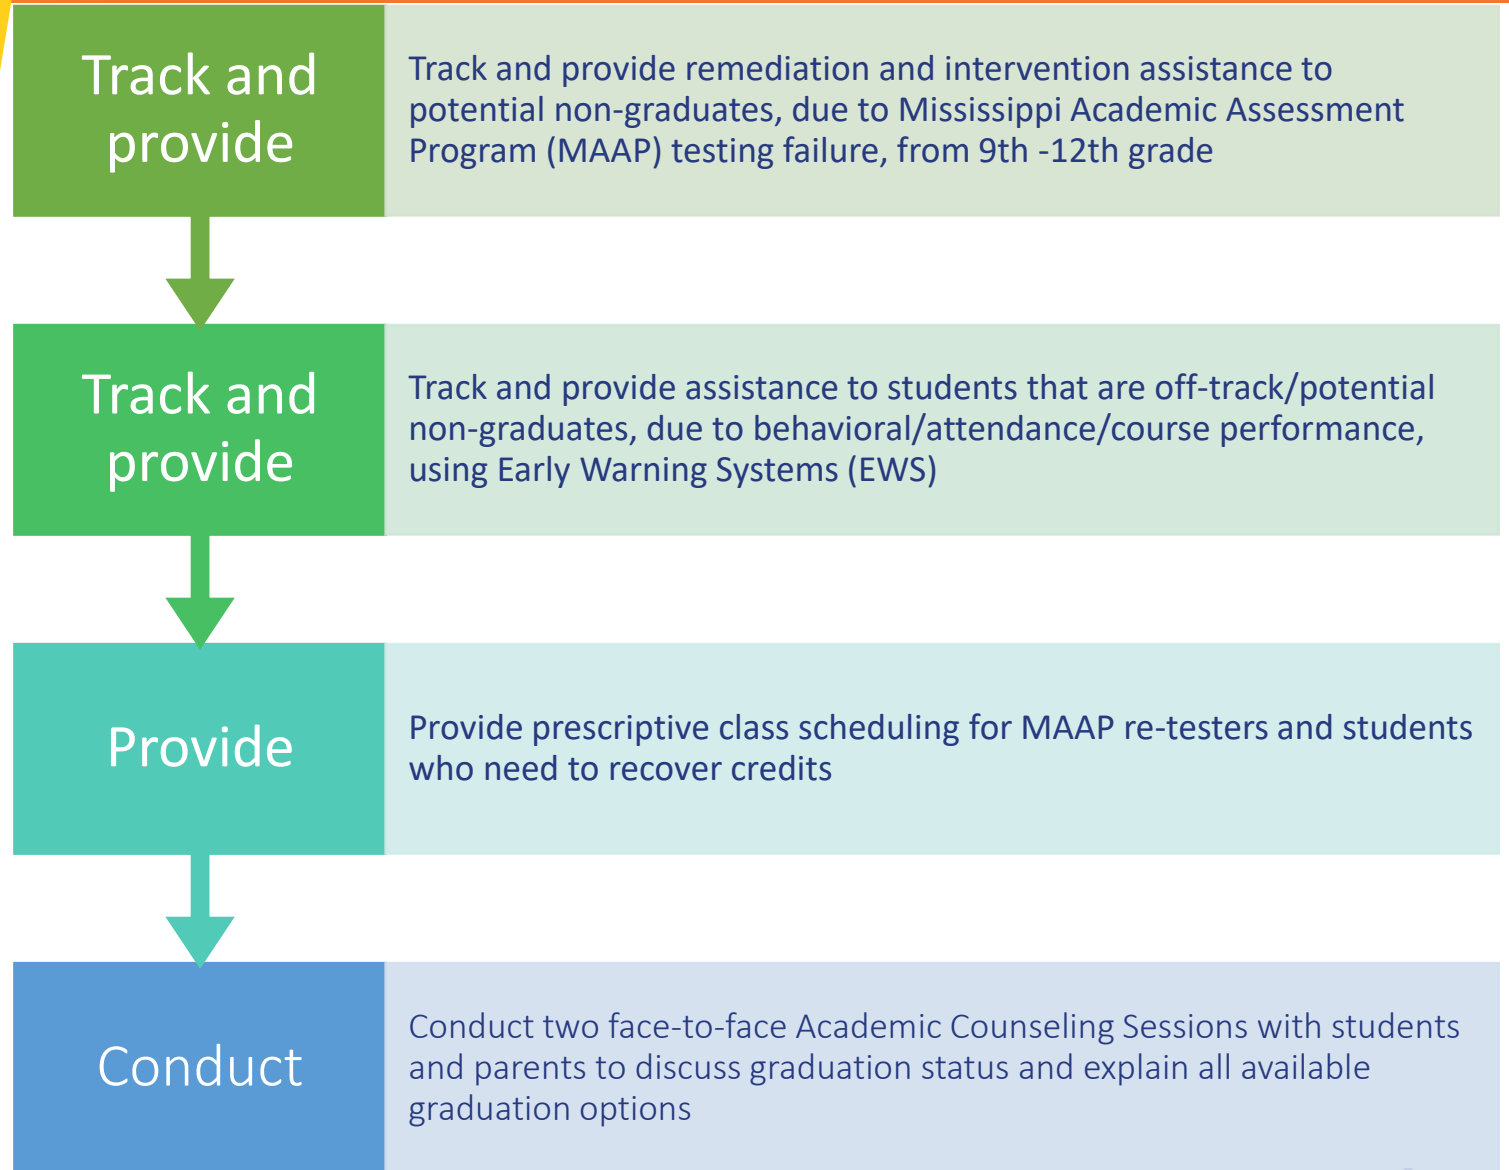 Track and
provide
Track and provide remediation and intervention assistance to
potential non-graduates, due to Mississippi Academic Assessment
Program (MAAP) testing failure, from 9th -12th grade
Track and
provide
Track and provide assistance to students that are off-track/potential
non-graduates, due to behavioral/attendance/course performance,
using Early Warning Systems (EWS)
Provide
Provide prescriptive class scheduling for MAAP re-testers and students
who need to recover credits
Conduct
Conduct two face-to-face Academic Counseling Sessions with students
and parents to discuss graduation status and explain all available
graduation options